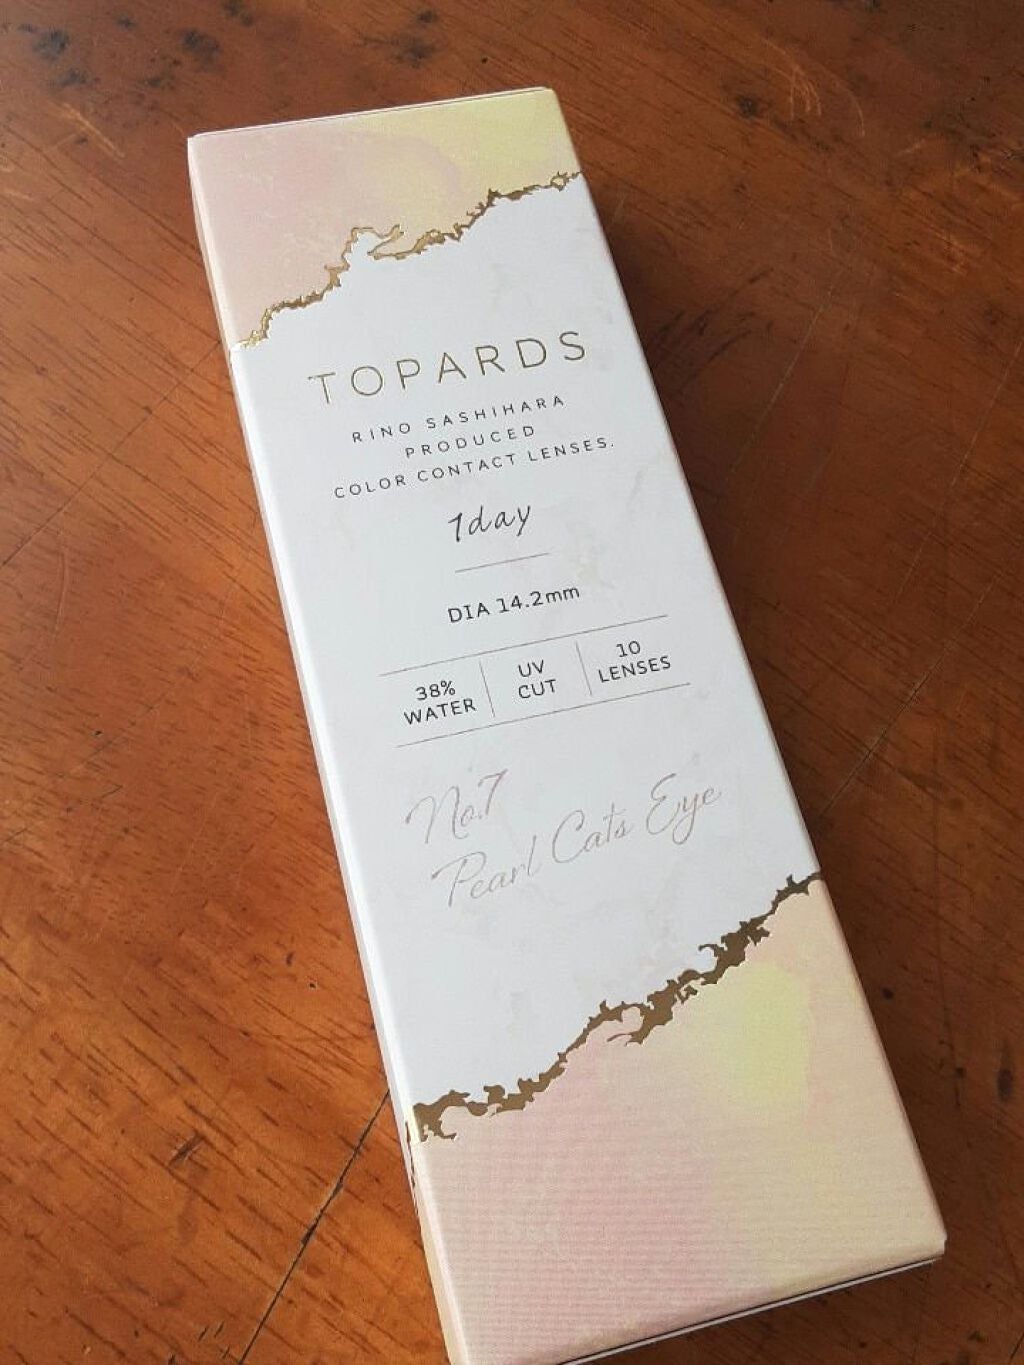 TOPARDS
RINO SASHIHARA
PRODUCED
COLOR CONTACT LENSES.
1day
DIA 14.2mm
38%
WATER
UV
CUT
10
LENSES
No.7
Pearl Cats Eye